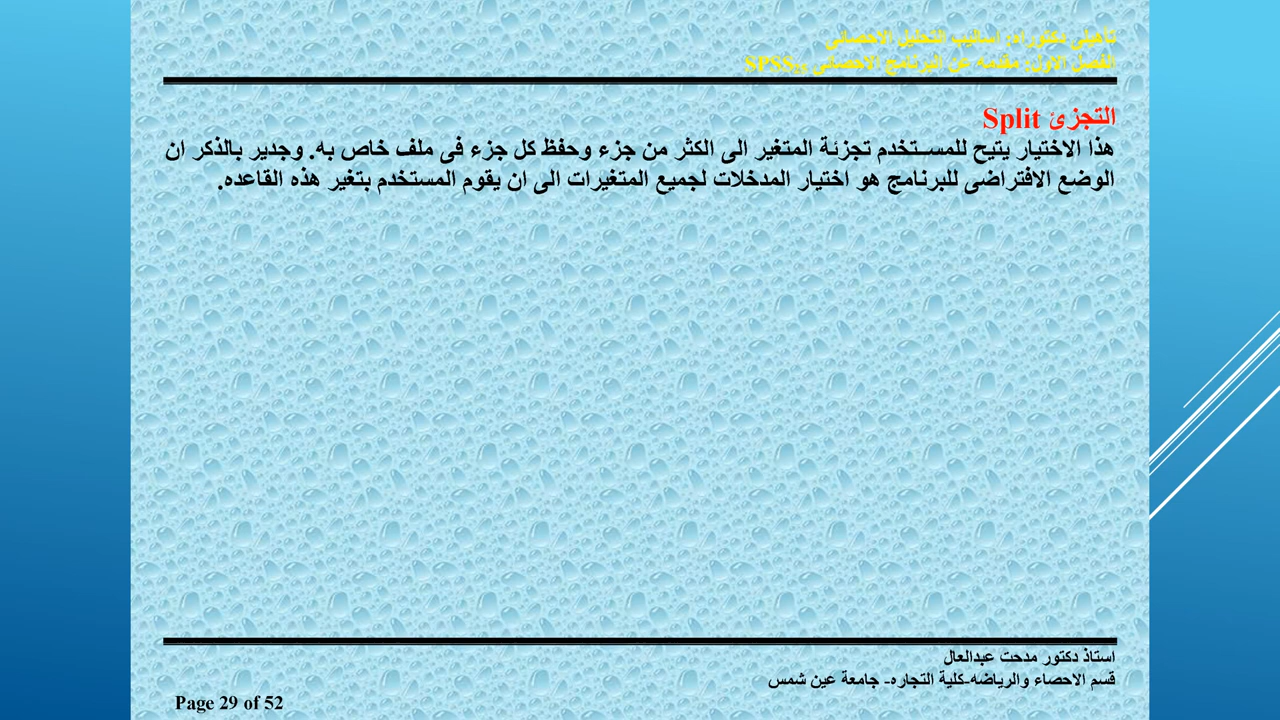 تأهيلى دكتوراه: اساليب التحليل الاحصائى
الفصل الاول: مقدمه عن البرنامج الاحصائى SPSS
التجزئ Split
هذا الاختيار يتيح للمستخدم تجزئة المتغير الى الكثر من جزء وحفظ كل جزء فى ملف خاص به. وجدير بالذكر ان
الوضع الافتراضى للبرنامج هو اختيار المدخلات لجميع المتغيرات الى ان يقوم المستخدم بتغير هذه القاعده.
استاذ دكتور مدحت عبدالعال
قسم الاحصاء والرياضه-كلية التجاره- جامعة عين شمس
Page 29 of 52